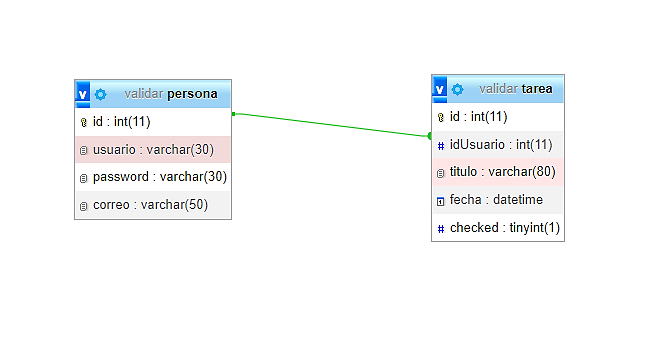 v validar persona
id : int(11)
usuario : varchar(30)
password : varchar(30)
correo : varchar(50)
v validar tarea
id : int(11)
# idUsuario : int(11)
titulo : varchar(80)
fecha : datetime
# checked : tinyint(1)